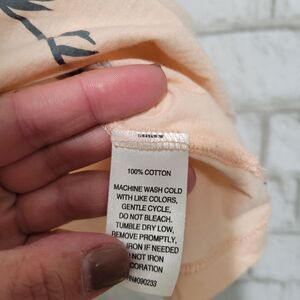 100% COTTON
MACHINE WASH COLD
WITH LIKE COLORS,
GENTLE CYCLE,
DO NOT BLEACH.
TUMBLE DRY LOW,
REMOVE PROMPTLY,
IRON IF NEEDED
NOT IRON
ORATION
#090233